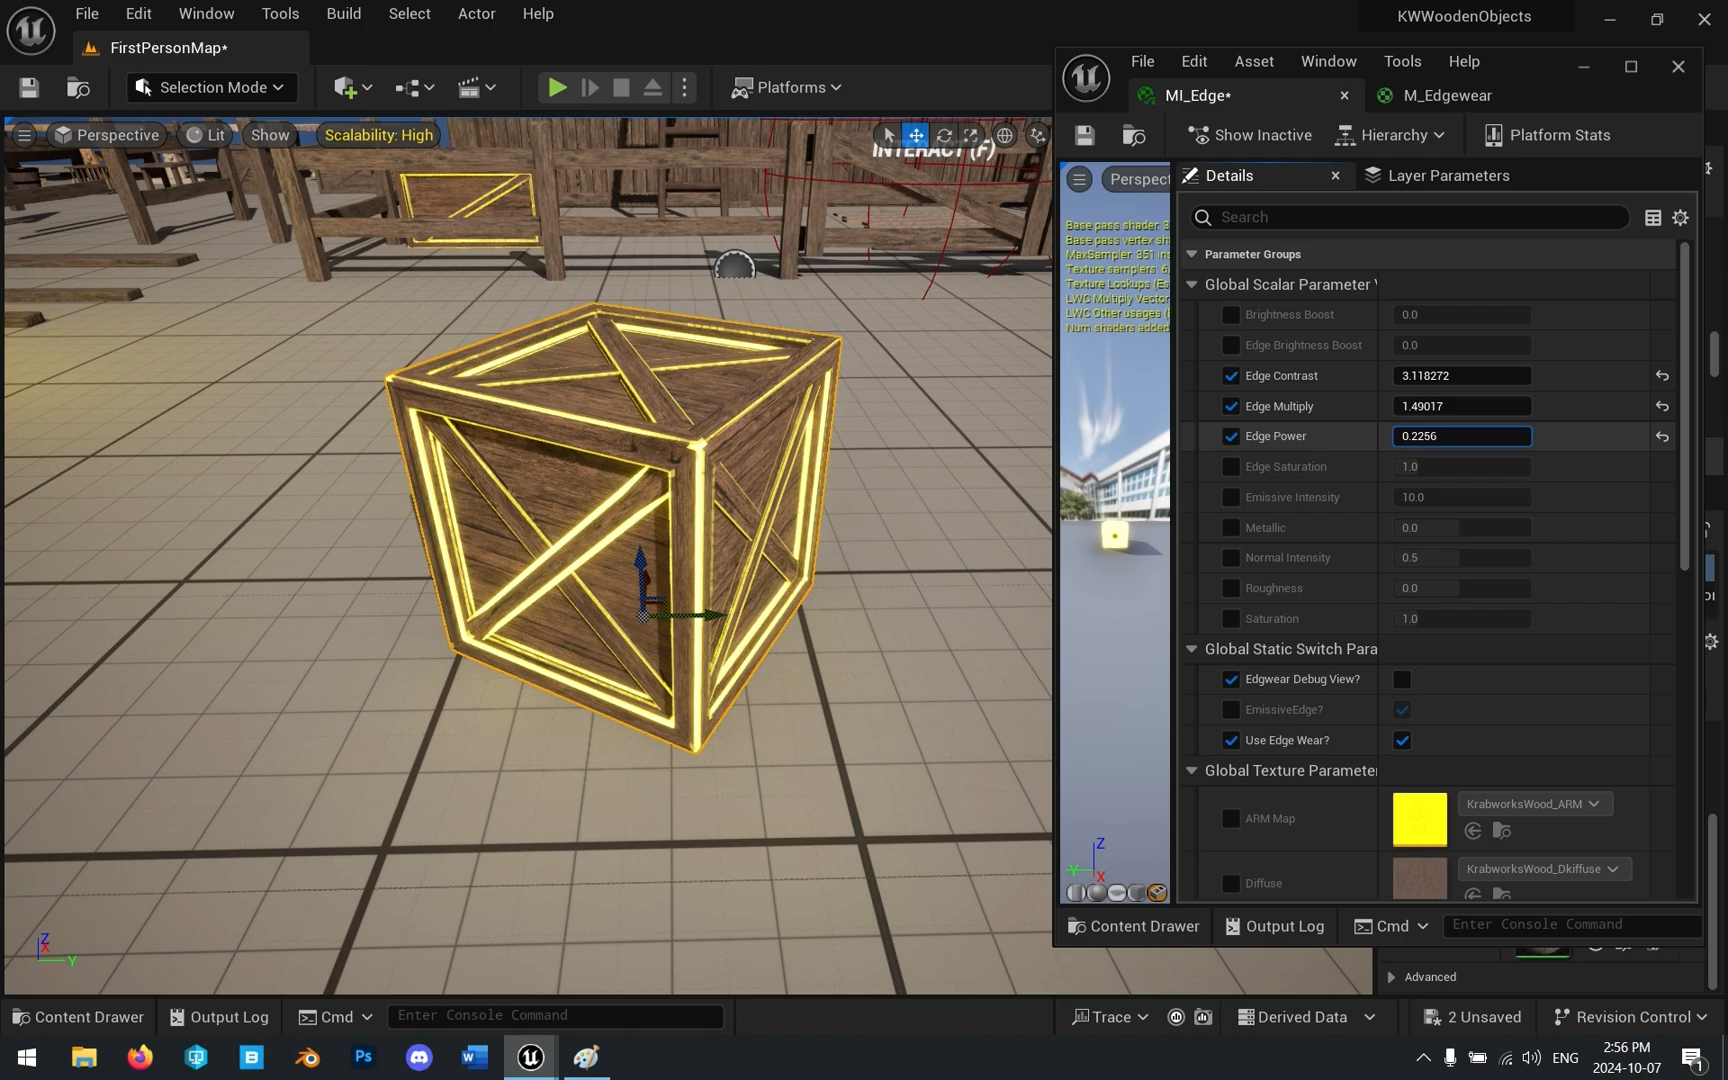 File Edit Window Tools Build Select Actor Help
KWWoodenObjects
FirstPersonMap*
Selection Mode
Platforms
Perspective
Lit
Show
Scalability: High
INTERACT (F)
File Edit Asset Window Tools Help
MI_Edge*
M_Edgewear
Show Inactive
Hierarchy
Platform Stats
Perspect
Details
Layer Parameters
Search
Base pass shader: 3
Base pass vertex sh
MaxSampler: 351 ins
Texture samplers: 6
Texture Lookups (Es
LWC Multiply Vector
LWC Other usages (
Num shaders added
Parameter Groups
Global Scalar Parameter
Brightness Boost 0.0
Edge Brightness Boost 0.0
Edge Contrast 3.118272
Edge Multiply 1.49017
Edge Power 0.2256
Edge Saturation 1.0
Emissive Intensity 10.0
Metallic 0.0
Normal Intensity 0.5
Roughness 0.0
Saturation 1.0
Global Static Switch Para
Edgwear Debug View?
EmissiveEdge?
Use Edge Wear?
Global Texture Parameter
ARM Map
KrabworksWood_ARM
Diffuse
KrabworksWood_Dkiffuse
Z
Y
X
Content Drawer
Output Log
Cmd
Enter Console Command
Advanced
Z
X
Y
Content Drawer
Output Log
Cmd
Enter Console Command
Trace
Derived Data
2 Unsaved
Revision Control
ENG
2:56 PM
2024-10-07
1